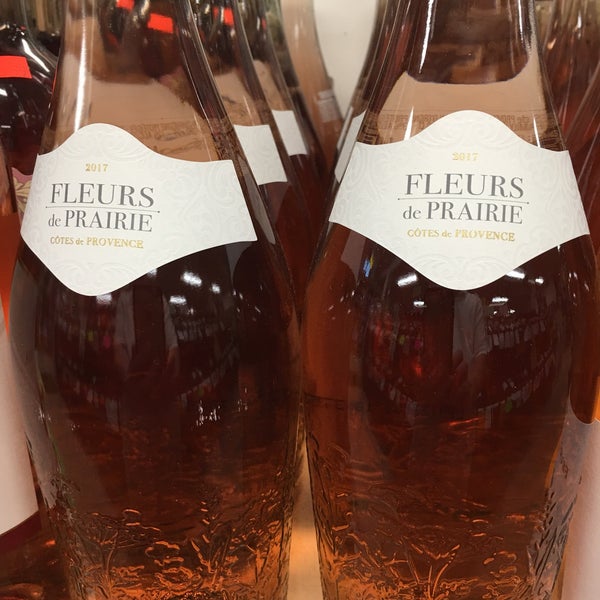 2017
FLEURS
de PRAIRIE
CÔTES de PROVENCE
2017
FLEURS
de PRAIRIE
CÔTES de PROVENCE